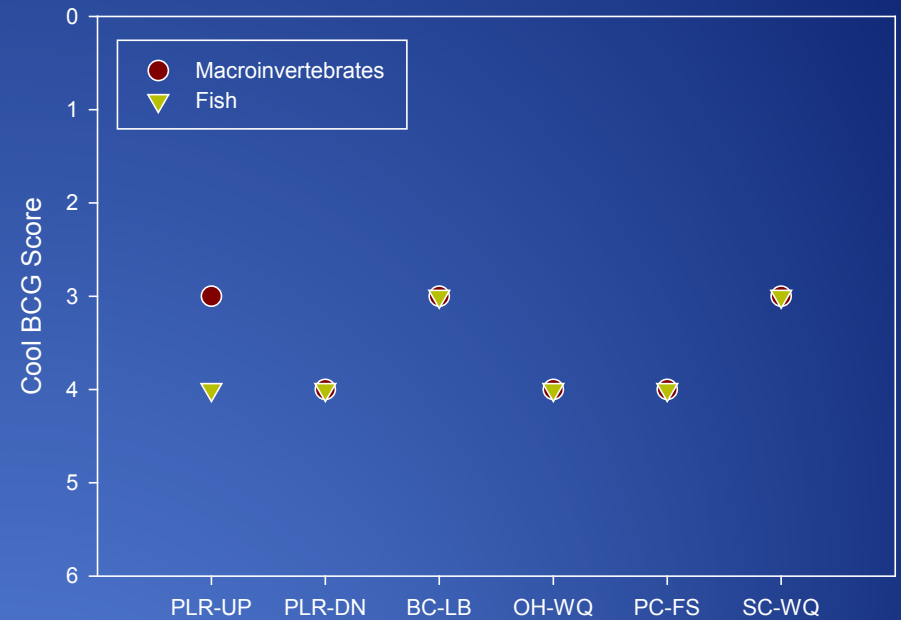 Macroinvertebrates
Fish
Cool BCG Score
0
1
2
3
4
5
6
PLR-UP PLR-DN BC-LB OH-WQ PC-FS SC-WQ